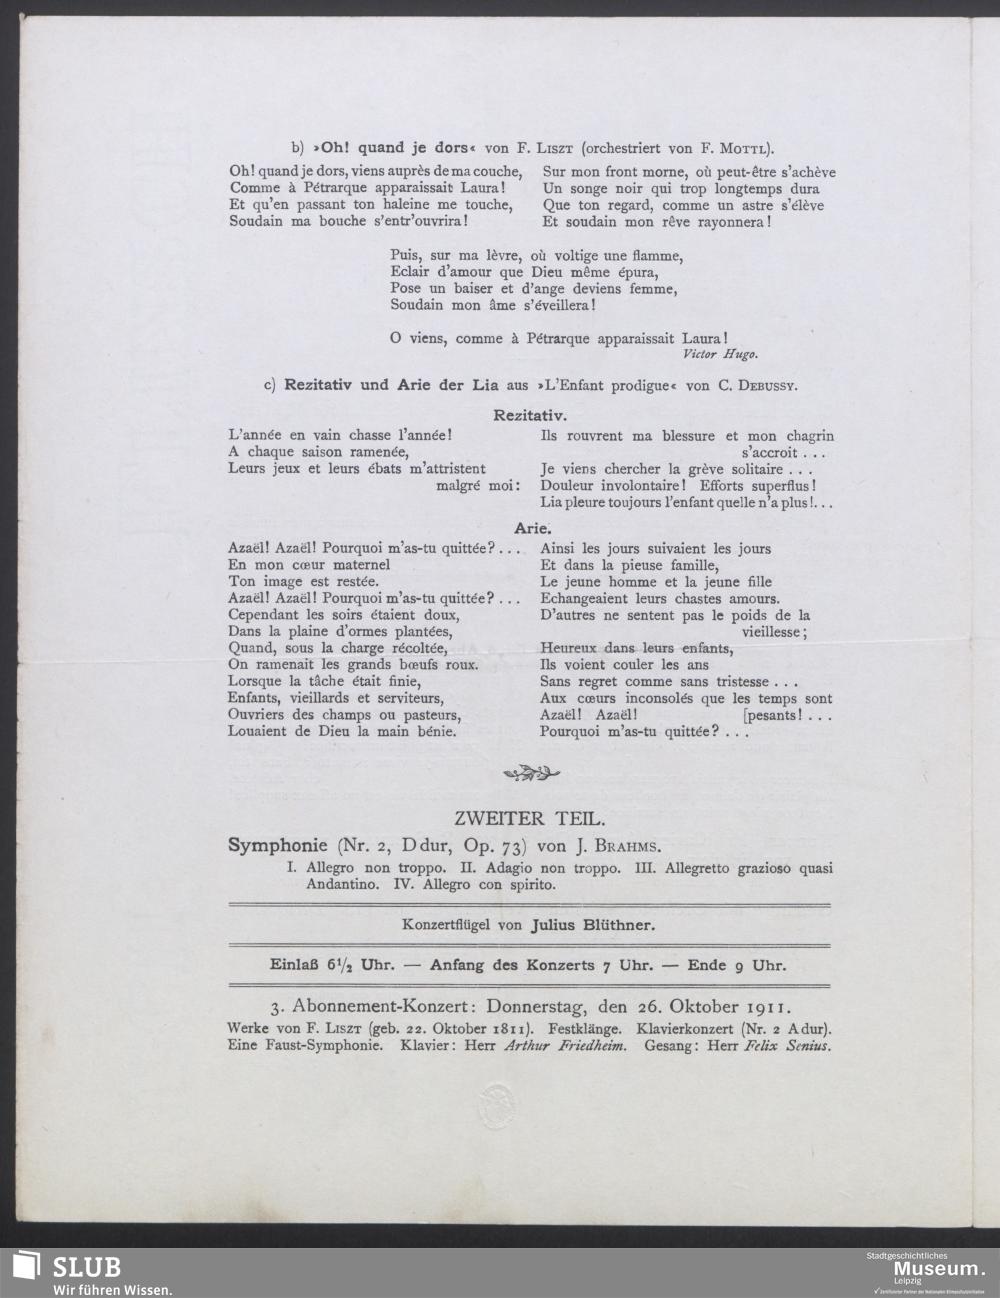 b) »Oh! quand je dors« von F. LISZT (orchestriert von F. MOTTL).
Oh! quand je dors, viens auprès de ma couche,
Comme à Pétrarque apparaissait Laura!
Et qu'en passant ton haleine me touche,
Soudain ma bouche s'entr'ouvrira!
Sur mon front morne, où peut-être s'achève
Un songe noir qui trop longtemps dura
Que ton regard, comme un astre s'élève
Et soudain mon rêve rayonnera!
Puis, sur ma lèvre, où voltige une flamme,
Eclair d'amour que Dieu même épura,
Pose un baiser et d'ange deviens femme,
Soudain mon âme s'éveillera!
O viens, comme à Pétrarque apparaissait Laura!
Victor Hugo.
c) Rezitativ und Arie der Lia aus »L'Enfant prodigue« von C. DEBUSSY.
Rezitativ.
L'année en vain chasse l'année!
A chaque saison ramenée,
Leurs jeux et leurs ébats m'attristent
malgré moi:
Ils rouvrent ma blessure et mon chagrin
s'accroit . . .
Je viens chercher la grève solitaire . . .
Douleur involontaire! Efforts superflus!
Lia pleure toujours l'enfant quelle n'a plus!. . .
Arie.
Azaël! Azaël! Pourquoi m'as-tu quittée? . . .
En mon cœur maternel
Ton image est restée.
Azaël! Azaël! Pourquoi m'as-tu quittée? . . .
Cependant les soirs étaient doux,
Dans la plaine d'ormes plantées,
Quand, sous la charge récoltée,
On ramenait les grands bœufs roux.
Lorsque la tâche était finie,
Enfants, vieillards et serviteurs,
Ouvriers des champs ou pasteurs,
Louaient de Dieu la main bénie.
Ainsi les jours suivaient les jours
Et dans la pieuse famille,
Le jeune homme et la jeune fille
Echangeaient leurs chastes amours.
D'autres ne sentent pas le poids de la
vieillesse;
Heureux dans leurs enfants,
Ils voient couler les ans
Sans regret comme sans tristesse . . .
Aux cœurs inconsolés que les temps sont
Azaël! Azaël! [pesants! . . .
Pourquoi m'as-tu quittée? . . .
ZWEITER TEIL.
Symphonie (Nr. 2, D dur, Op. 73) von J. BRAHMS.
I. Allegro non troppo. II. Adagio non troppo. III. Allegretto grazioso quasi
Andantino. IV. Allegro con spirito.
Konzertflügel von Julius Blüthner.
Einlaß 6½ Uhr. — Anfang des Konzerts 7 Uhr. — Ende 9 Uhr.
3. Abonnement-Konzert: Donnerstag, den 26. Oktober 1911.
Werke von F. LISZT (geb. 22. Oktober 1811). Festklänge. Klavierkonzert (Nr. 2 A dur).
Eine Faust-Symphonie. Klavier: Herr Arthur Friedheim. Gesang: Herr Felix Senius.
SLUB
Wir führen Wissen.
Stadtgeschichtliches
Museum.
Leipzig
Zertifizierter Partner der Nationalen Klimaschutzinitiative